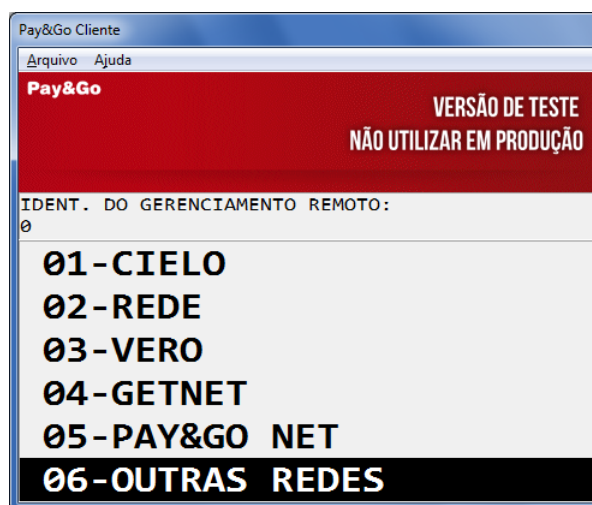 Pay&Go Cliente
Arquivo Ajuda
Pay&Go
VERSÃO DE TESTE
NÃO UTILIZAR EM PRODUÇÃO
IDENT. DO GERENCIAMENTO REMOTO:
0
01-CIELO
02-REDE
03-VERO
04-GETNET
05-PAY&GO NET
06-OUTRAS REDES